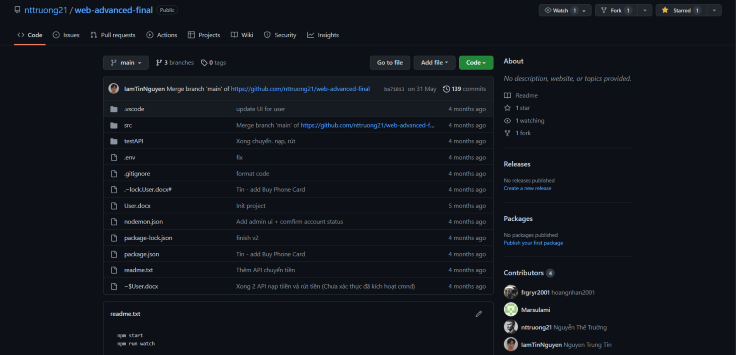 nttruong21 / web-advanced-final Public
Watch 1 Fork 1 Starred 1
Code Issues Pull requests Actions Projects Wiki Security Insights
main 3 branches 0 tags Go to file Add file Code
IamTinNguyen Merge branch 'main' of https://github.com/nttruong21/web-advanced-final on 31 May 139 commits
.vscode update UI for user 4 months ago
src Merge branch 'main' of https://github.com/nttruong21/web-advanced-f... 4 months ago
testAPI Xong chuyển, nạp, rút 4 months ago
.env fix 4 months ago
.gitignore format code 4 months ago
.~lock.User.docx# Tin - add Buy Phone Card 4 months ago
User.docx Init project 5 months ago
nodemon.json Add admin ui + comfirm account status 4 months ago
package-lock.json finish v2 4 months ago
package.json Tin - add Buy Phone Card 4 months ago
readme.txt Thêm API chuyển tiền 4 months ago
~$User.docx Xong 2 API nạp tiền và rút tiền (Chưa xác thực đã kích hoạt cmnd) 4 months ago
readme.txt
npm start
npm run watch
About
No description, website, or topics provided.
Readme
1 star
1 watching
1 fork
Releases
No releases published
Create a new release
Packages
No packages published
Publish your first package
Contributors 4
frgryr2001 hoangnhan2001
Marsulami
nttruong21 Nguyễn Thế Trường
IamTinNguyen Nguyen Trung Tin